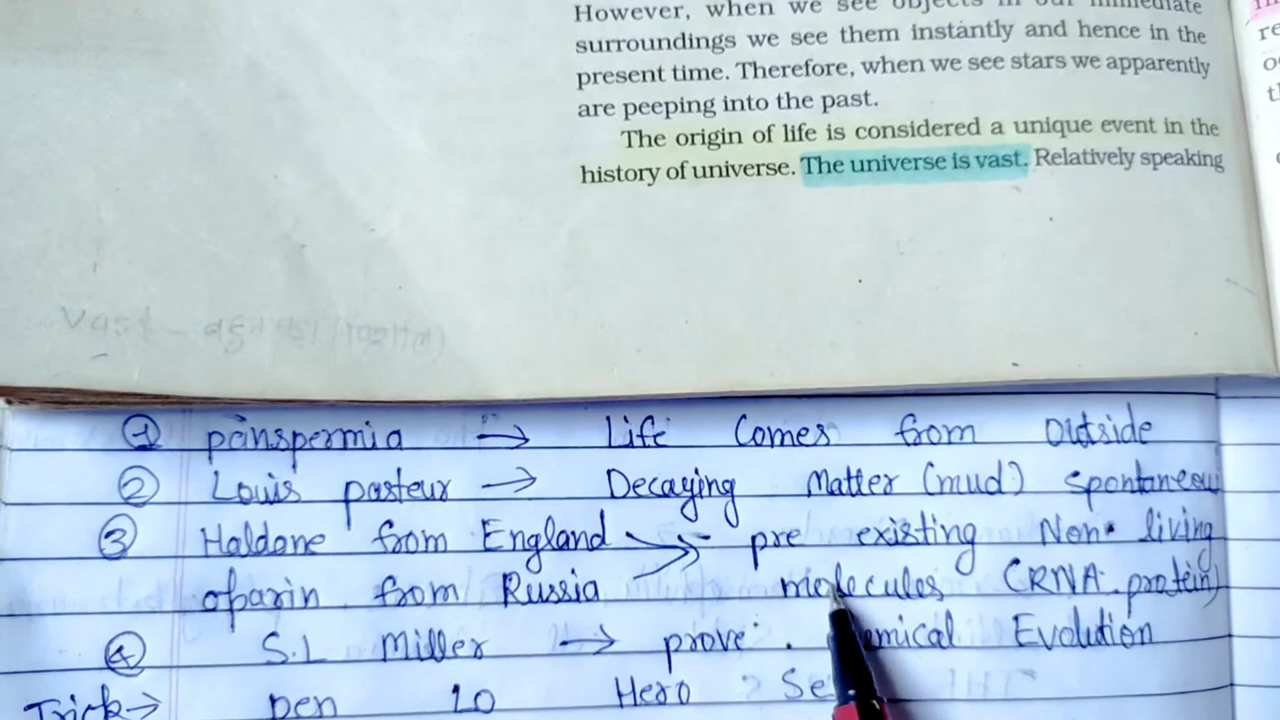 However, when we see objects in our immediate
surroundings we see them instantly and hence in the
present time. Therefore, when we see stars we apparently
are peeping into the past.
The origin of life is considered a unique event in the
history of universe. The universe is vast. Relatively speaking
Vast -
① panspermia → Life Comes from Outside
② Louis pasteur → Decaying Matter (mud) spontaneou
③ Haldane from England → pre existing Non living
oparin from Russia molecules (RNA. protein)
④ S.L Miller → prove . emical Evolution
Trick→ pen 10 Hero Se